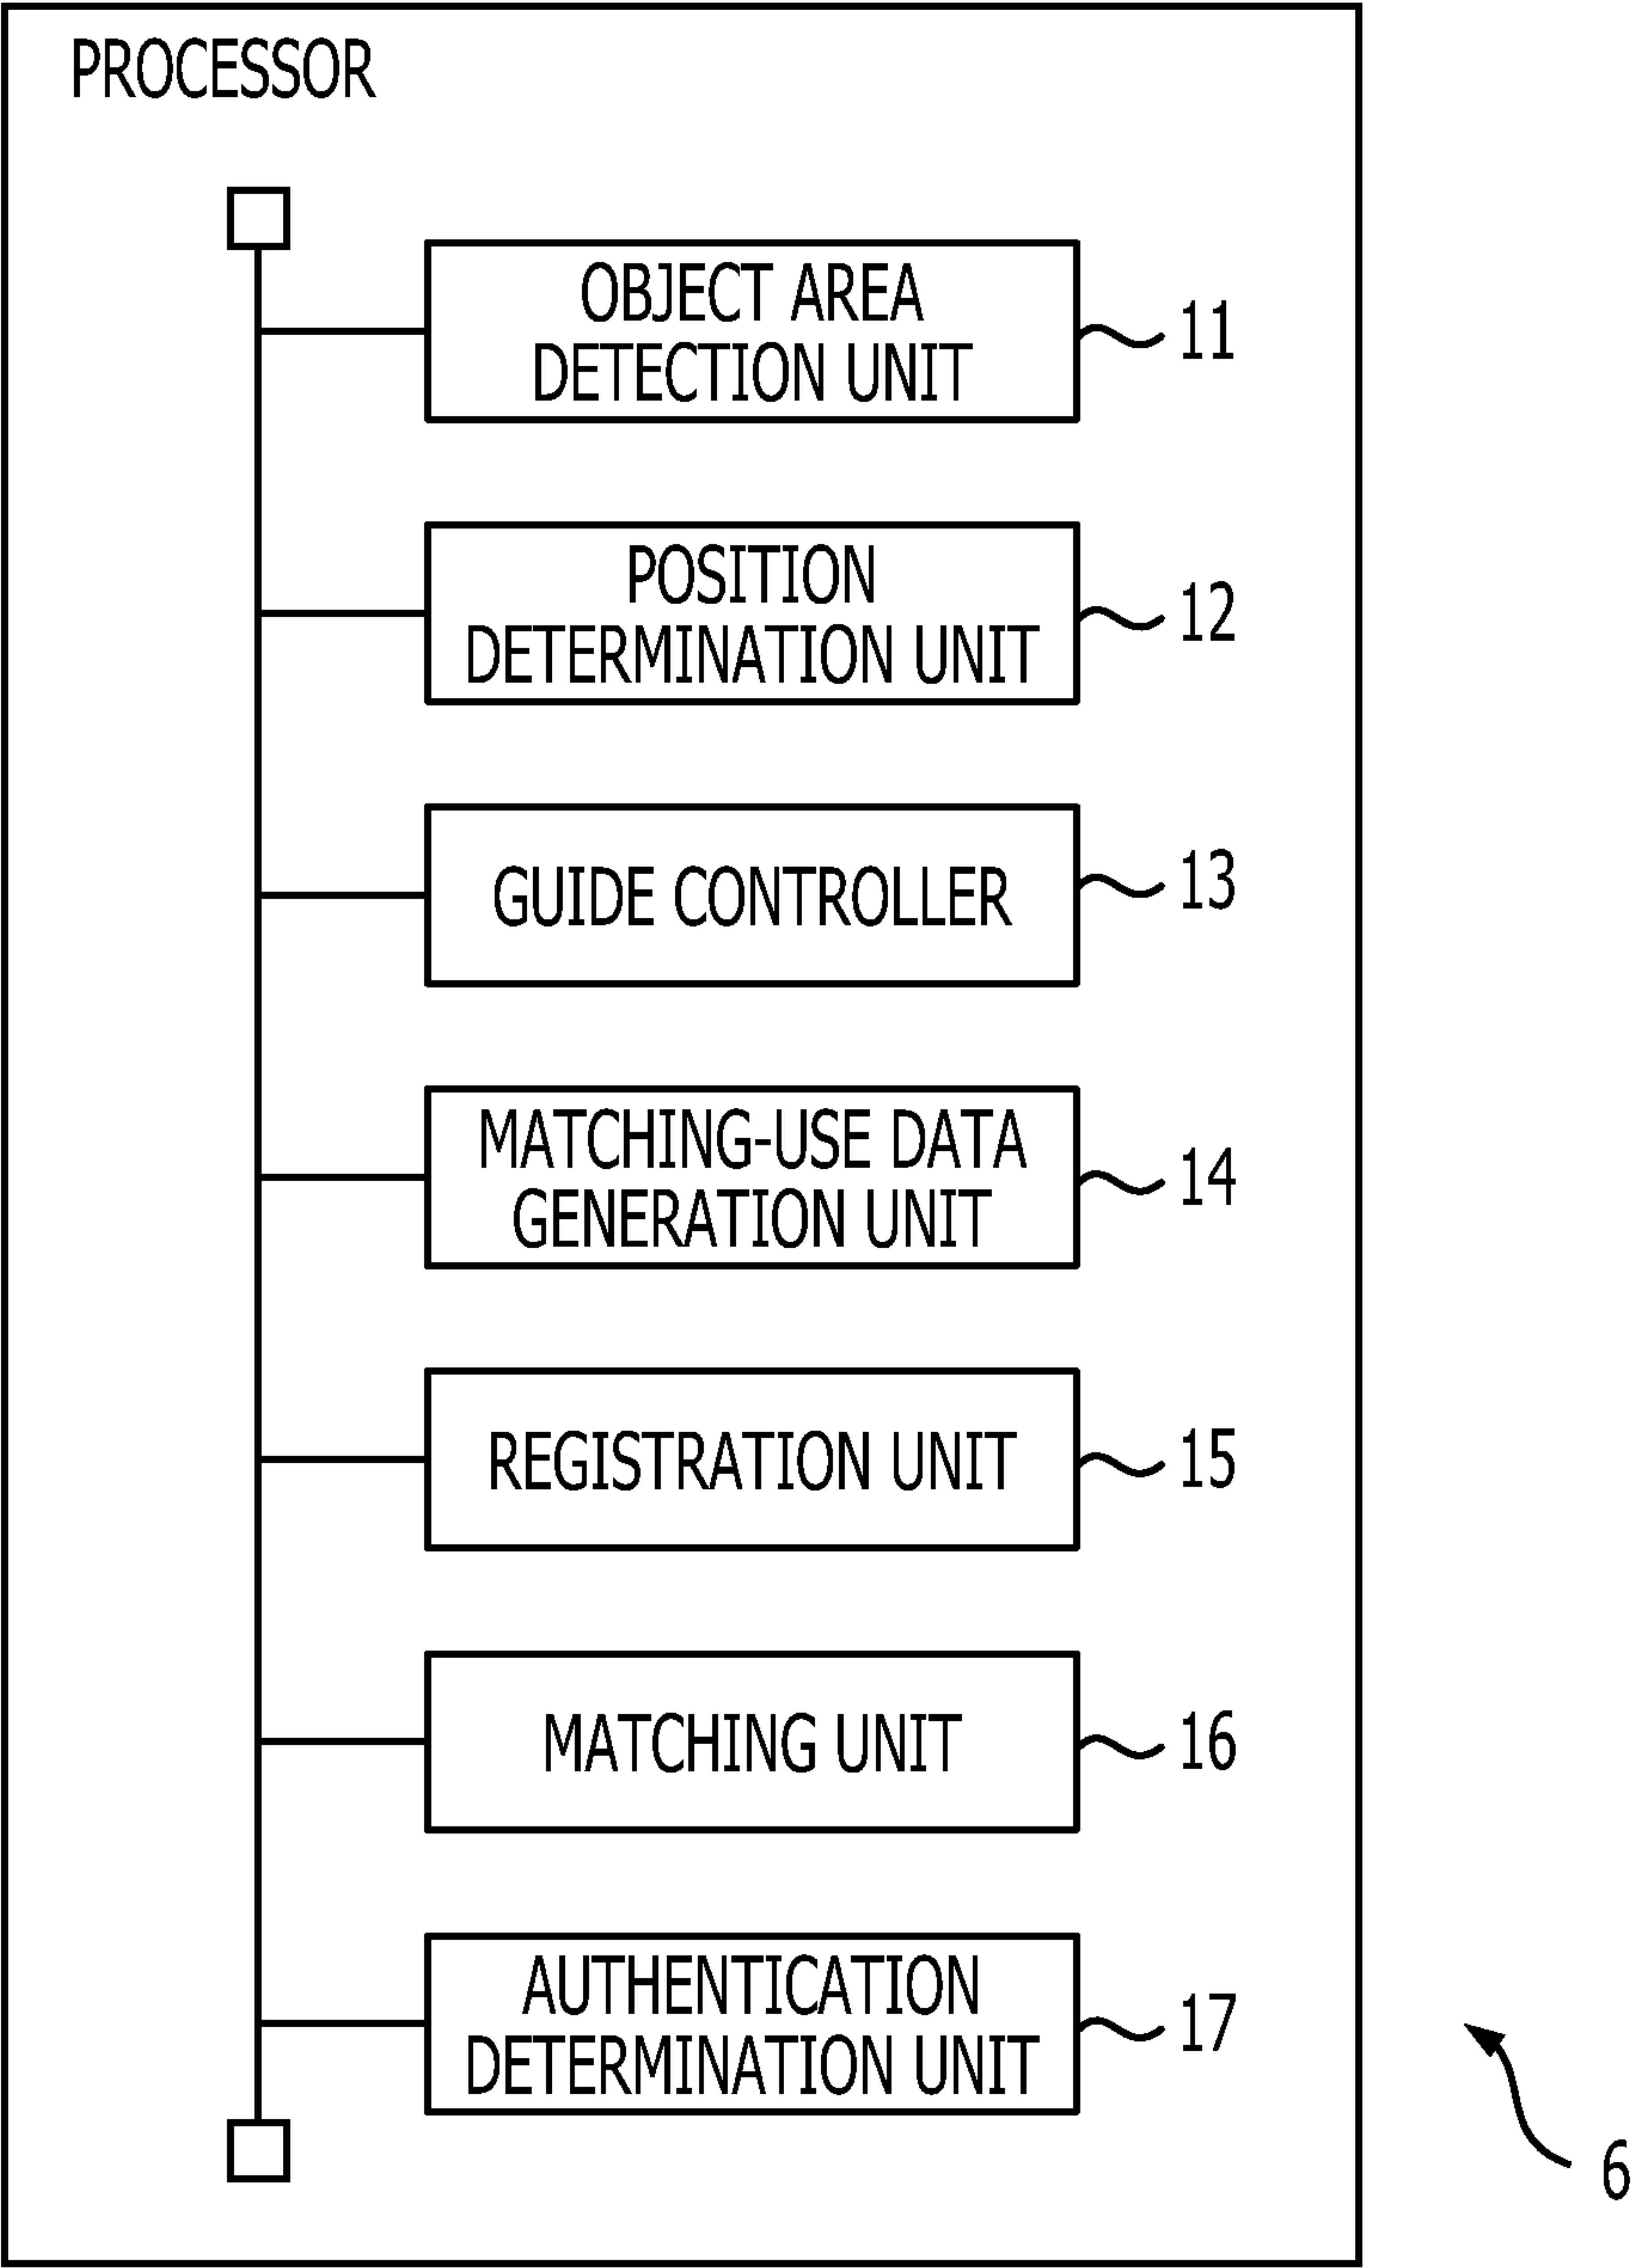 PROCESSOR
OBJECT AREA
DETECTION UNIT
11
POSITION
DETERMINATION UNIT
12
GUIDE CONTROLLER
13
MATCHING-USE DATA
GENERATION UNIT
14
REGISTRATION UNIT
15
MATCHING UNIT
16
AUTHENTICATION
DETERMINATION UNIT
17
6